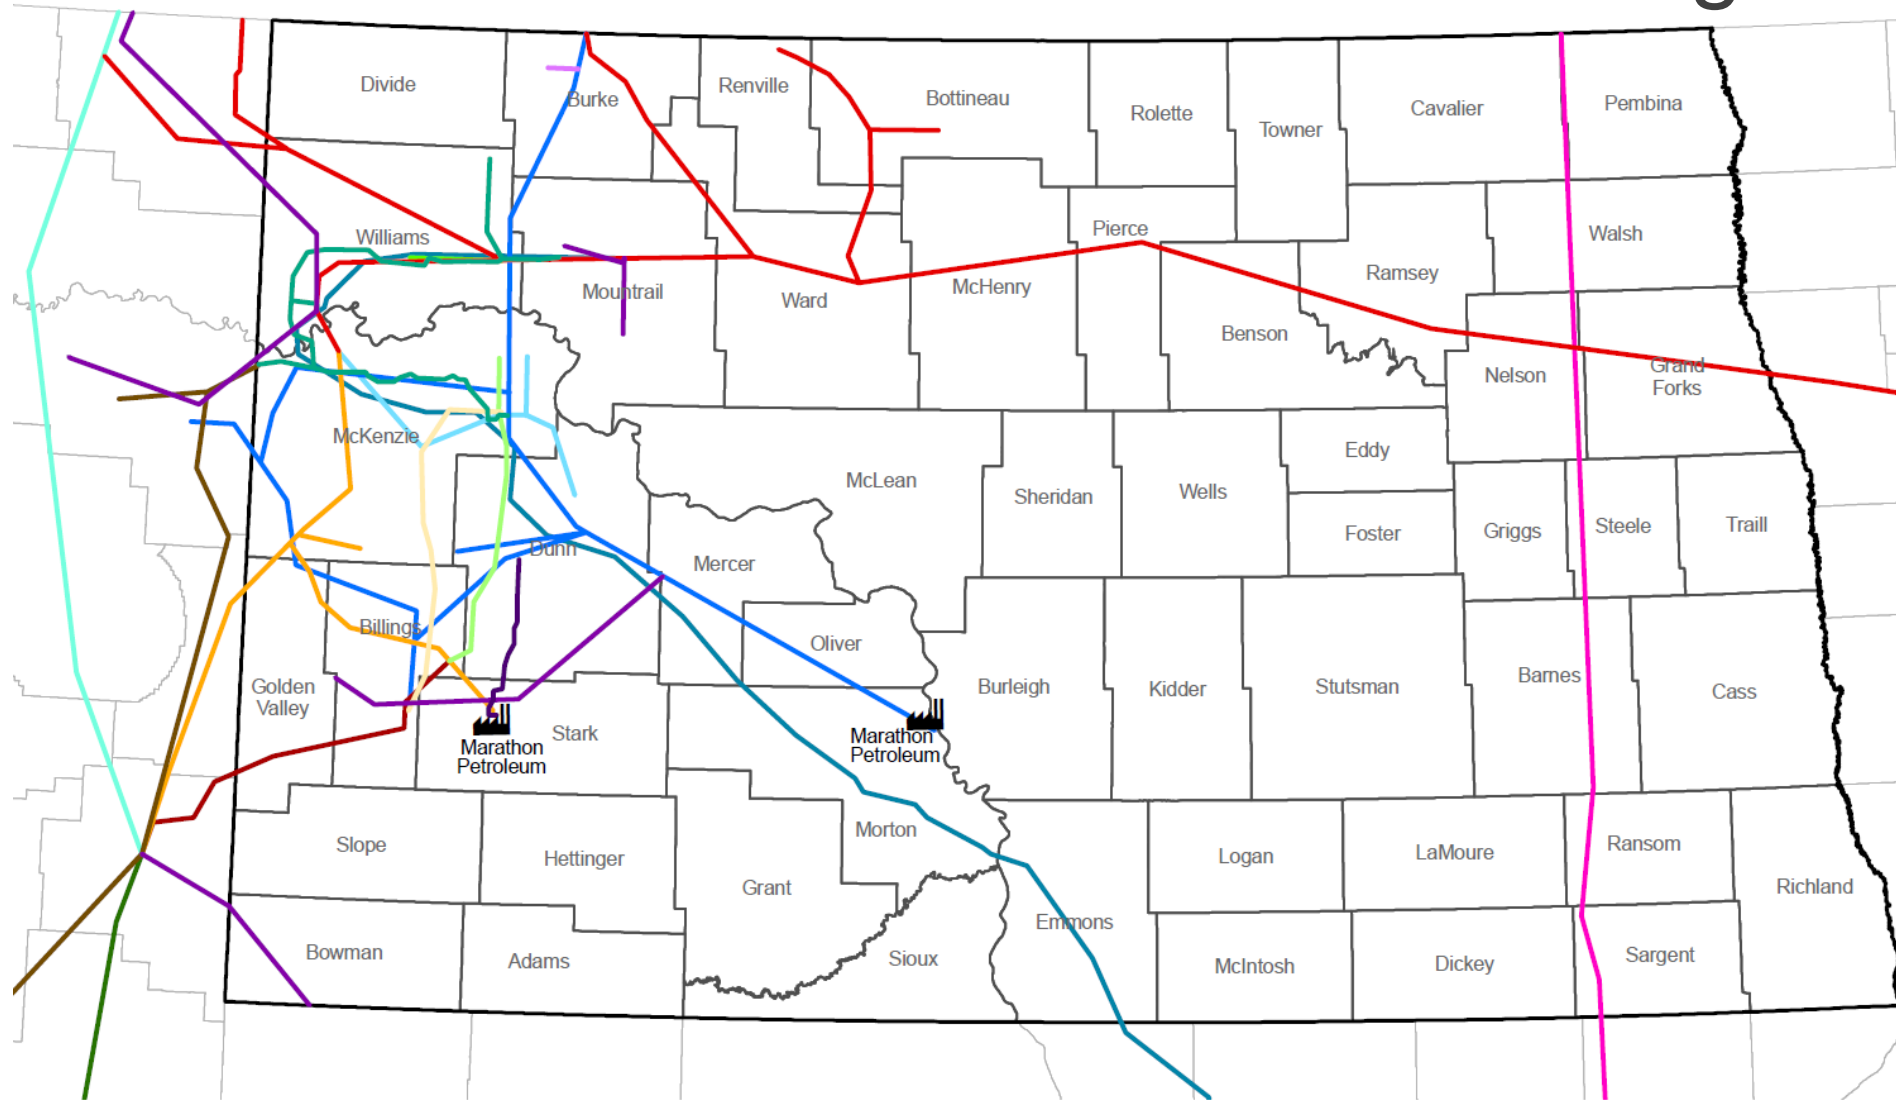 g
Divide
Burke
Renville
Bottineau
Rolette
Towner
Cavalier
Pembina
Williams
Mountrail
Ward
McHenry
Pierce
Benson
Ramsey
Walsh
Nelson
Grand
Forks
McKenzie
Dunn
Mercer
McLean
Sheridan
Wells
Eddy
Foster
Griggs
Steele
Traill
Billings
Golden
Valley
Stark
Oliver
Burleigh
Kidder
Stutsman
Barnes
Cass
Marathon
Petroleum
Marathon
Petroleum
Slope
Hettinger
Grant
Morton
Emmons
Logan
LaMoure
Ransom
Richland
Bowman
Adams
Sioux
McIntosh
Dickey
Sargent